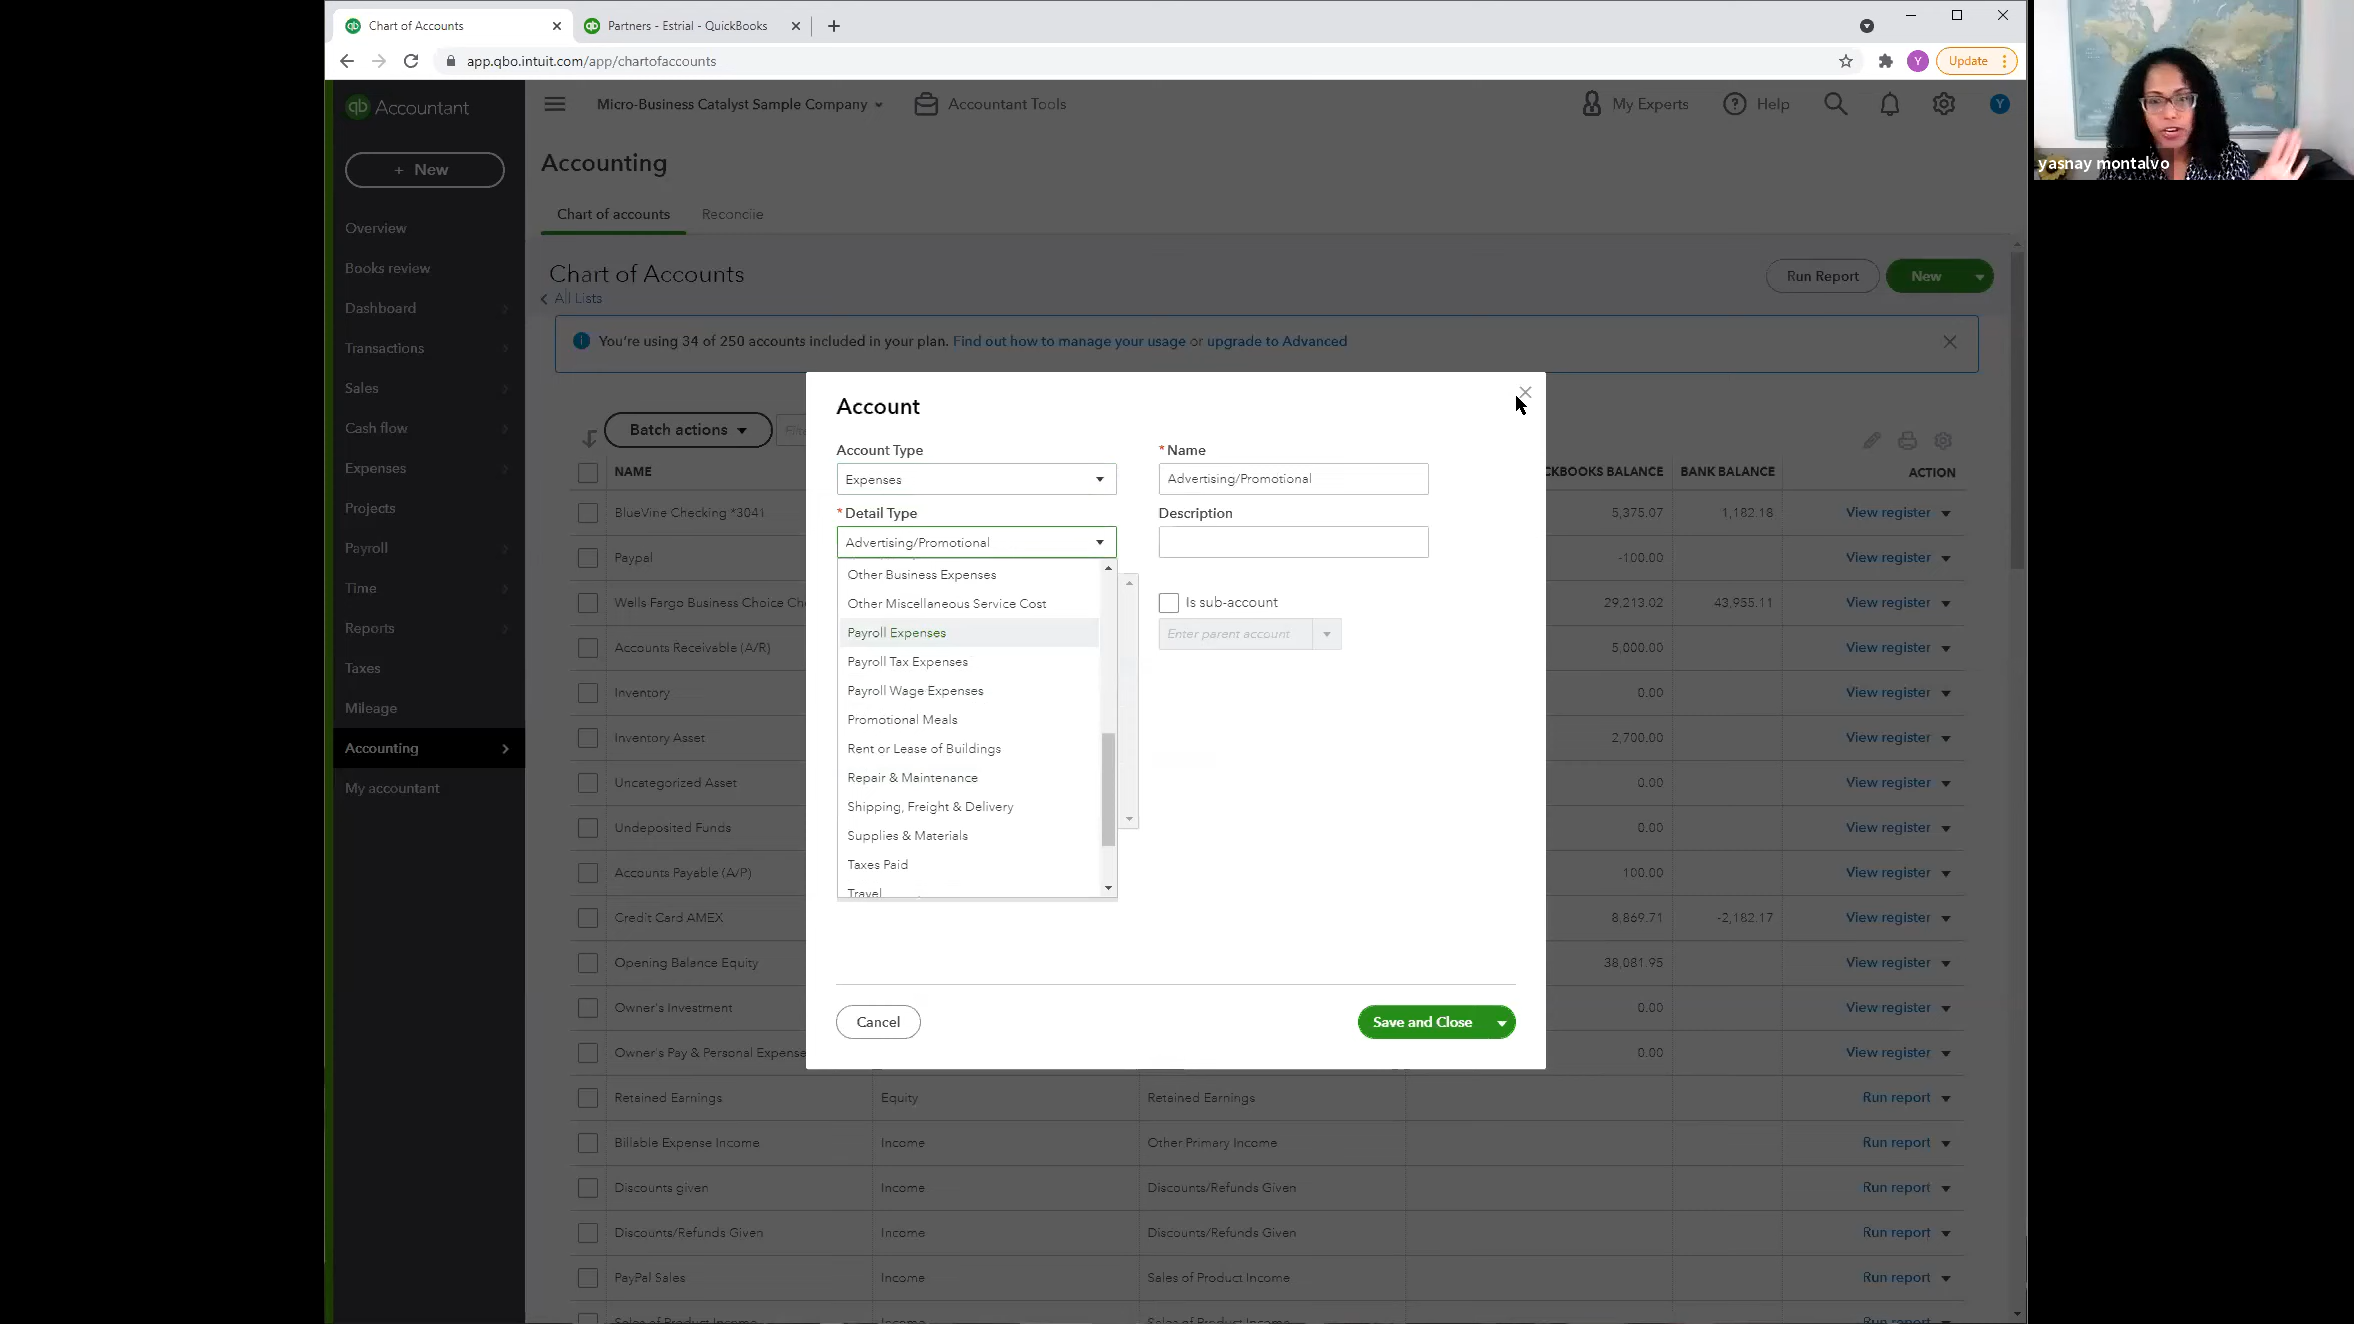 Chart of Accounts
Partners - Estrial - QuickBooks
app.qbo.intuit.com/app/chartofaccounts
Y
Update
yasnay montalvo
qb Accountant
Micro-Business Catalyst Sample Company
Accountant Tools
My Experts
Help
Y
+ New
Overview
Books review
Dashboard
Transactions
Sales
Cash flow
Expenses
Projects
Payroll
Time
Reports
Taxes
Mileage
Accounting
My accountant
Accounting
Chart of accounts
Reconcile
Chart of Accounts
All Lists
Run Report
New
You're using 34 of 250 accounts included in your plan. Find out how to manage your usage or upgrade to Advanced
Batch actions
NAME
BANK BALANCE
ACTION
BlueVine Checking *3041 5,375.07 1,182.18 View register
Paypal -100.00 View register
Wells Fargo Business Choice 29,213.02 43,955.11 View register
Accounts Receivable (A/R) 5,000.00 View register
Inventory 0.00 View register
Inventory Asset 2,700.00 View register
Uncategorized Asset 0.00 View register
Undeposited Funds 0.00 View register
Accounts Payable (A/P) 100.00 View register
Credit Card AMEX 8,869.71 -2,182.17 View register
Opening Balance Equity 38,081.95 View register
Owner's Investment 0.00 View register
Owner's Pay & Personal Expense 0.00 View register
Retained Earnings Equity Retained Earnings Run report
Billable Expense Income Income Other Primary Income Run report
Discounts given Income Discounts/Refunds Given Run report
Discounts/Refunds Given Income Discounts/Refunds Given Run report
PayPal Sales Income Sales of Product Income Run report
Account
Account Type
Expenses
* Name
Advertising/Promotional
* Detail Type
Advertising/Promotional
Description
Other Business Expenses
Other Miscellaneous Service Cost
Payroll Expenses
Payroll Tax Expenses
Payroll Wage Expenses
Promotional Meals
Rent or Lease of Buildings
Repair & Maintenance
Shipping, Freight & Delivery
Supplies & Materials
Taxes Paid
Travel
Is sub-account
Enter parent account
Cancel
Save and Close